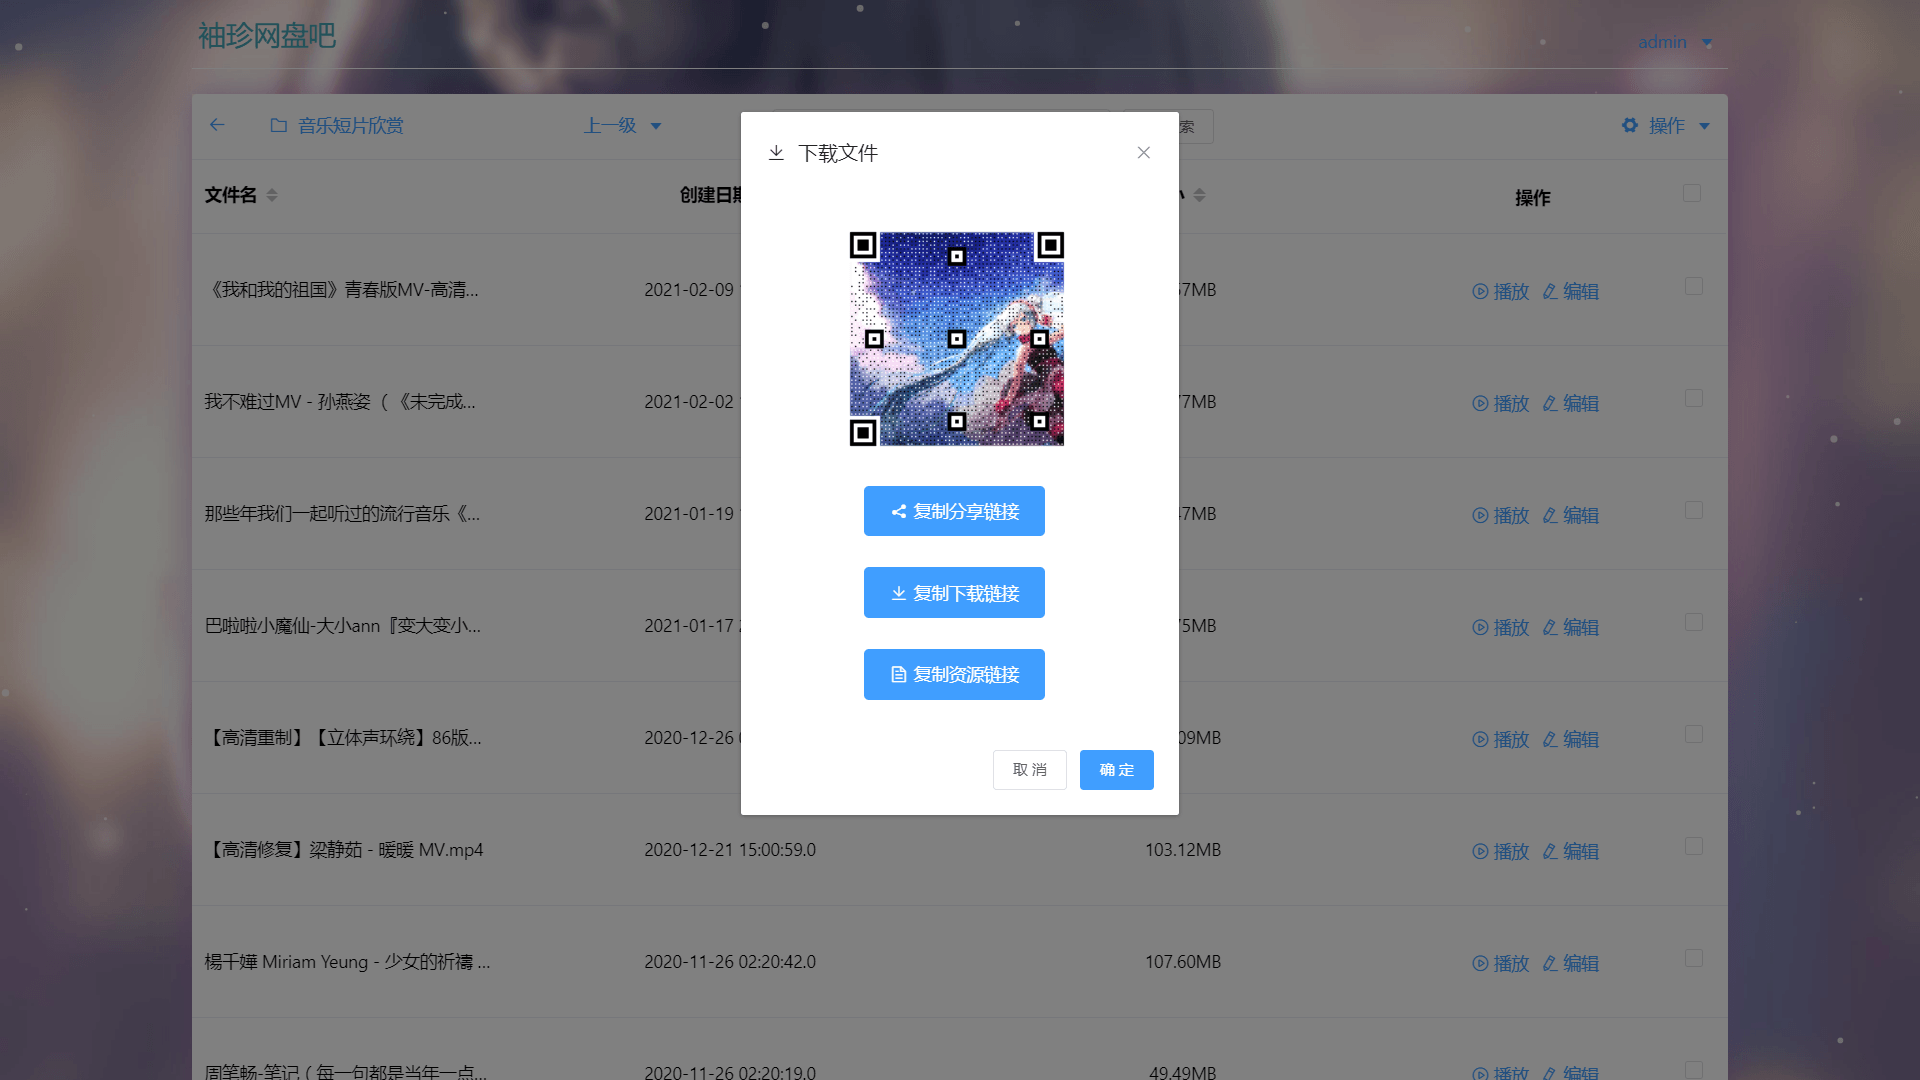 袖珍网盘吧
admin
音乐短片欣赏
上一级
索
操作
下载文件
文件名
创建日期
操作
《我和我的祖国》青春版MV-高清...
2021-02-09
57MB
播放 编辑
我不难过MV - 孙燕姿（《未完成...
2021-02-02
77MB
播放 编辑
那些年我们一起听过的流行音乐《...
2021-01-19
47MB
播放 编辑
复制分享链接
巴啦啦小魔仙-大小ann『变大变小...
2021-01-17
75MB
播放 编辑
复制下载链接
复制资源链接
【高清重制】【立体声环绕】86版...
2020-12-26
09MB
播放 编辑
取 消
确 定
【高清修复】梁静茹 - 暖暖 MV.mp4
2020-12-21 15:00:59.0
103.12MB
播放 编辑
楊千嬅 Miriam Yeung - 少女的祈禱 ...
2020-11-26 02:20:42.0
107.60MB
播放 编辑
周笔畅-笔记（每一句都是当年一点...
2020-11-26 02:20:19.0
49.49MB
播放 编辑